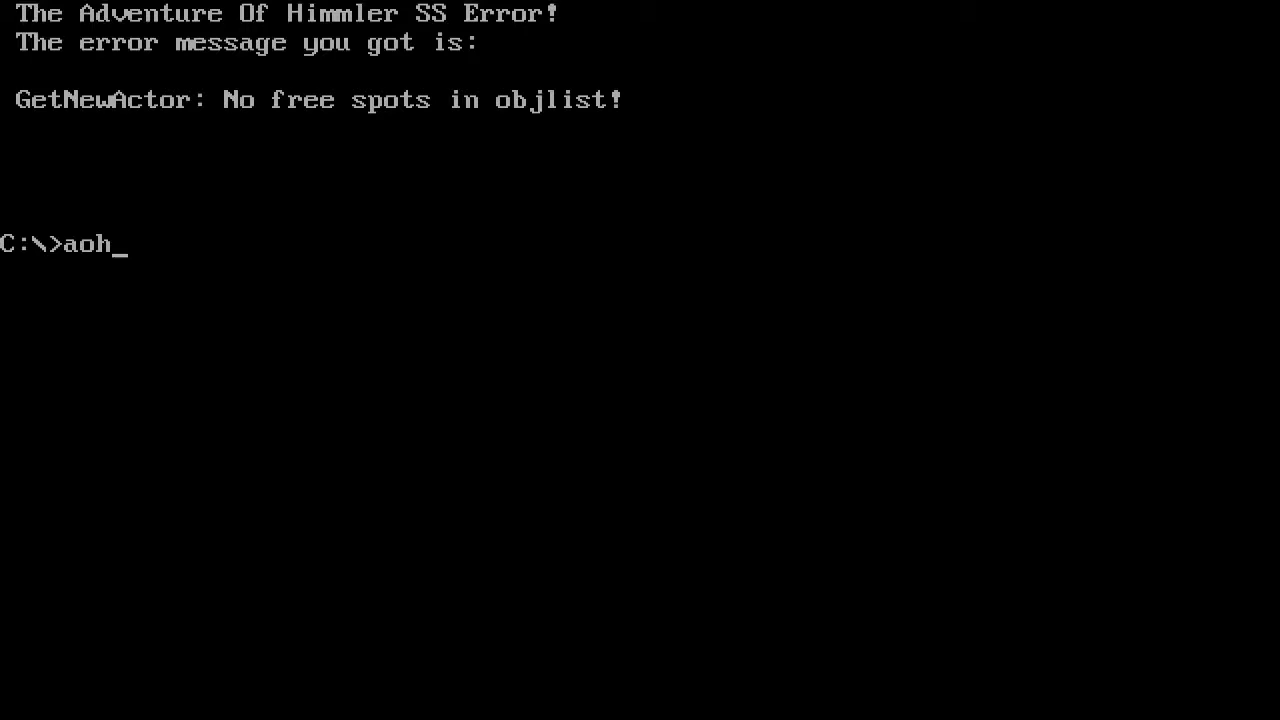 The Adventure Of Himmler SS Error!
The error message you got is:
GetNewActor: No free spots in objlist!
C:\>aoh_